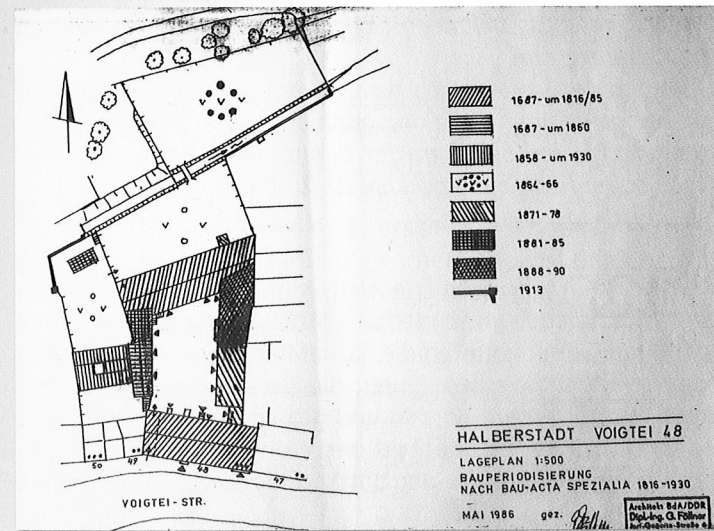 1687- um 1816/85
1687- um 1860
1858 - um 1930
1864-66
1871-78
1881-85
1888-90
1913
HALBERSTADT VOIGTEI 48
LAGEPLAN 1:500
BAUPERIODISIERUNG
NACH BAU-ACTA SPEZIALIA 1816-1930
MAI 1986 gez.
Architekt BdA/DDR
Dipl.-Ing. G. Föllner
50 49 48 47
VOIGTEI-STR.